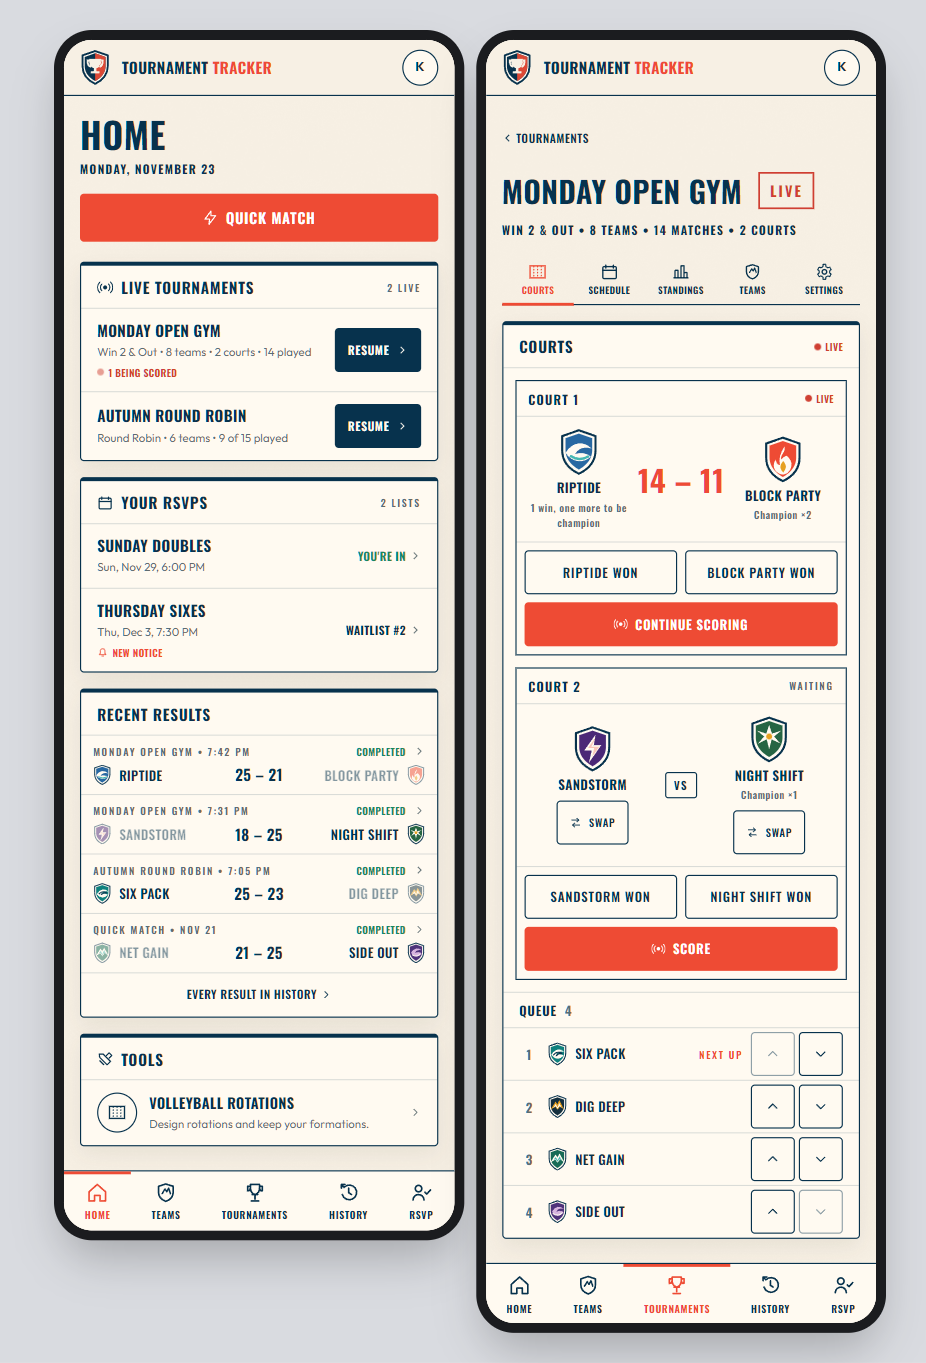 TOURNAMENT TRACKER
K
HOME
MONDAY, NOVEMBER 23
QUICK MATCH
LIVE TOURNAMENTS
2 LIVE
MONDAY OPEN GYM
Win 2 & Out • 8 teams • 2 courts • 14 played
1 BEING SCORED
RESUME
AUTUMN ROUND ROBIN
Round Robin • 6 teams • 9 of 15 played
RESUME
YOUR RSVPS
2 LISTS
SUNDAY DOUBLES
Sun, Nov 29, 6:00 PM
YOU'RE IN
THURSDAY SIXES
Thu, Dec 3, 7:30 PM
NEW NOTICE
WAITLIST #2
RECENT RESULTS
MONDAY OPEN GYM • 7:42 PM
COMPLETED
RIPTIDE 25 – 21 BLOCK PARTY
MONDAY OPEN GYM • 7:31 PM
COMPLETED
SANDSTORM 18 – 25 NIGHT SHIFT
AUTUMN ROUND ROBIN • 7:05 PM
COMPLETED
SIX PACK 25 – 23 DIG DEEP
QUICK MATCH • NOV 21
COMPLETED
NET GAIN 21 – 25 SIDE OUT
EVERY RESULT IN HISTORY
TOOLS
VOLLEYBALL ROTATIONS
Design rotations and keep your formations.
HOME
TEAMS
TOURNAMENTS
HISTORY
RSVP
TOURNAMENT TRACKER
K
TOURNAMENTS
MONDAY OPEN GYM
LIVE
WIN 2 & OUT • 8 TEAMS • 14 MATCHES • 2 COURTS
COURTS
SCHEDULE
STANDINGS
TEAMS
SETTINGS
COURTS
LIVE
COURT 1
LIVE
RIPTIDE
1 win, one more to be
champion
14 – 11
BLOCK PARTY
Champion ×2
RIPTIDE WON
BLOCK PARTY WON
CONTINUE SCORING
COURT 2
WAITING
SANDSTORM
SWAP
VS
NIGHT SHIFT
Champion ×1
SWAP
SANDSTORM WON
NIGHT SHIFT WON
SCORE
QUEUE 4
1 SIX PACK NEXT UP
2 DIG DEEP
3 NET GAIN
4 SIDE OUT
HOME
TEAMS
TOURNAMENTS
HISTORY
RSVP